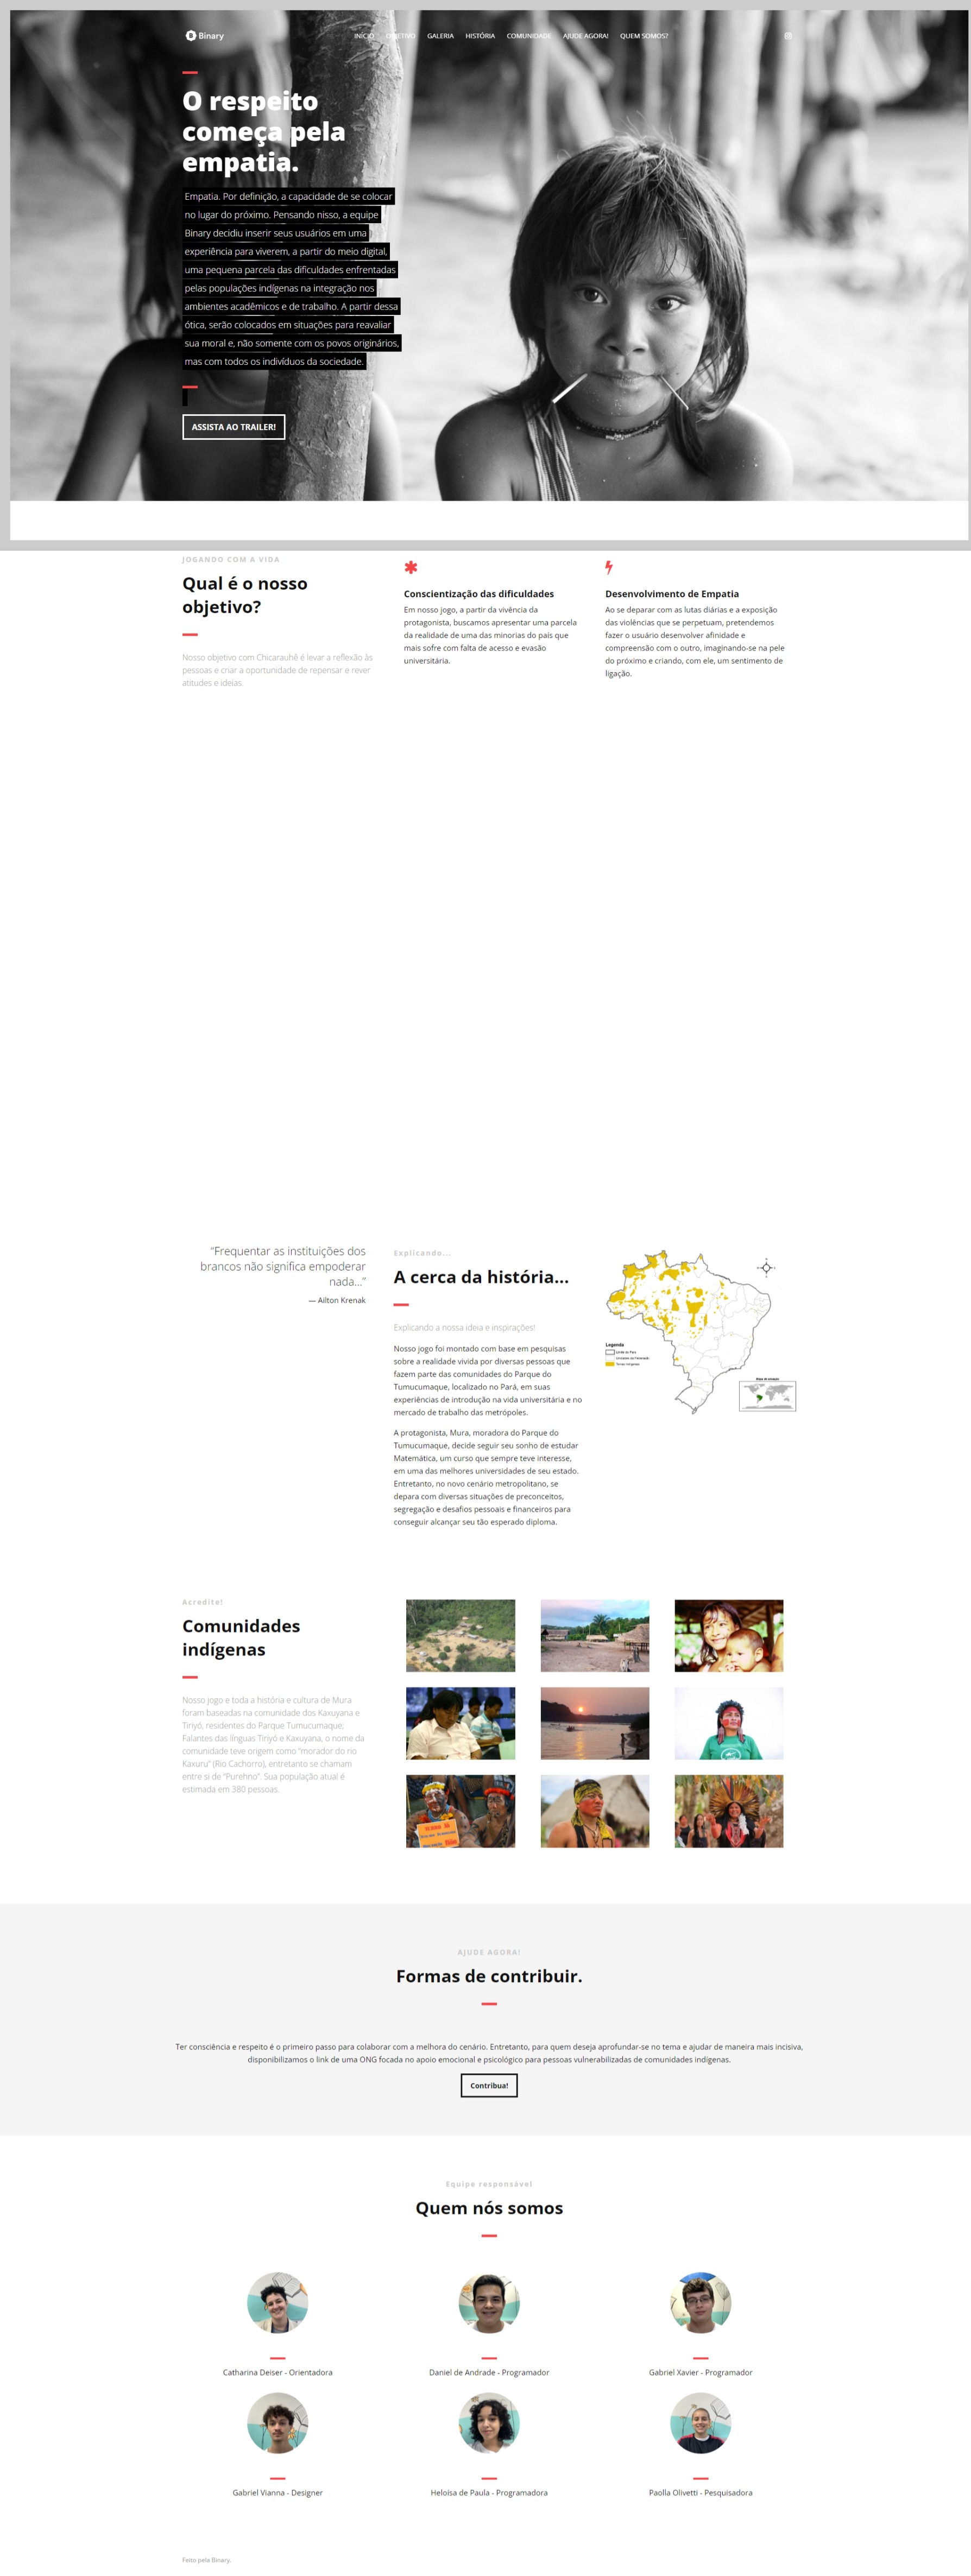 Binary
INÍCIO OBJETIVO GALERIA HISTÓRIA COMUNIDADE AJUDE AGORA! QUEM SOMOS?
O respeito
começa pela
empatia.
Empatia. Por definição, a capacidade de se colocar
no lugar do próximo. Pensando nisso, a equipe
Binary decidiu inserir seus usuários em uma
experiência para viverem, a partir do meio digital,
uma pequena parcela das dificuldades enfrentadas
pelas populações indígenas na integração nos
ambientes acadêmicos e de trabalho. A partir dessa
ótica, serão colocados em situações para reavaliar
sua moral e, não somente com os povos originários,
mas com todos os indivíduos da sociedade.
ASSISTA AO TRAILER!
JOGANDO COM A VIDA
Qual é o nosso
objetivo?
Nosso objetivo com Chicarauhê é levar a reflexão às
pessoas e criar a oportunidade de repensar e rever
atitudes e ideias.
Conscientização das dificuldades
Em nosso jogo, a partir da vivência da
protagonista, buscamos apresentar uma parcela
da realidade de uma das minorias do país que
mais sofre com falta de acesso e evasão
universitária.
Desenvolvimento de Empatia
Ao se deparar com as lutas diárias e a exposição
das violências que se perpetuam, pretendemos
fazer o usuário desenvolver afinidade e
compreensão com o outro, imaginando-se na pele
do próximo e criando, com ele, um sentimento de
ligação.
“Frequentar as instituições dos
brancos não significa empoderar
nada...”
— Ailton Krenak
Explicando...
A cerca da história...
Explicando a nossa ideia e inspirações!
Nosso jogo foi montado com base em pesquisas
sobre a realidade vivida por diversas pessoas que
fazem parte das comunidades do Parque do
Tumucumaque, localizado no Pará, em suas
experiências de introdução na vida universitária e no
mercado de trabalho das metrópoles.
A protagonista, Mura, moradora do Parque do
Tumucumaque, decide seguir seu sonho de estudar
Matemática, um curso que sempre teve interesse,
em uma das melhores universidades de seu estado.
Entretanto, no novo cenário metropolitano, se
depara com diversas situações de preconceitos,
segregação e desafios pessoais e financeiros para
conseguir alcançar seu tão esperado diploma.
Legenda
Acredite!
Comunidades
indígenas
Nosso jogo e toda a história e cultura de Mura
foram baseadas na comunidade dos Kaxuyana e
Tiriyó, residentes do Parque Tumucumaque;
Falantes das línguas Tiriyó e Kaxuyana, o nome da
comunidade teve origem como “morador do rio
Kaxuru” (Rio Cachorro), entretanto se chamam
entre si de “Purehno”. Sua população atual é
estimada em 380 pessoas.
AJUDE AGORA!
Formas de contribuir.
Ter consciência e respeito é o primeiro passo para colaborar com a melhora do cenário. Entretanto, para quem deseja aprofundar-se no tema e ajudar de maneira mais incisiva,
disponibilizamos o link de uma ONG focada no apoio emocional e psicológico para pessoas vulnerabilizadas de comunidades indígenas.
Contribua!
Equipe responsável
Quem nós somos
Catharina Deiser - Orientadora
Daniel de Andrade - Programador
Gabriel Xavier - Programador
Gabriel Vianna - Designer
Heloísa de Paula - Programadora
Paolla Olivetti - Pesquisadora
Feito pela Binary.